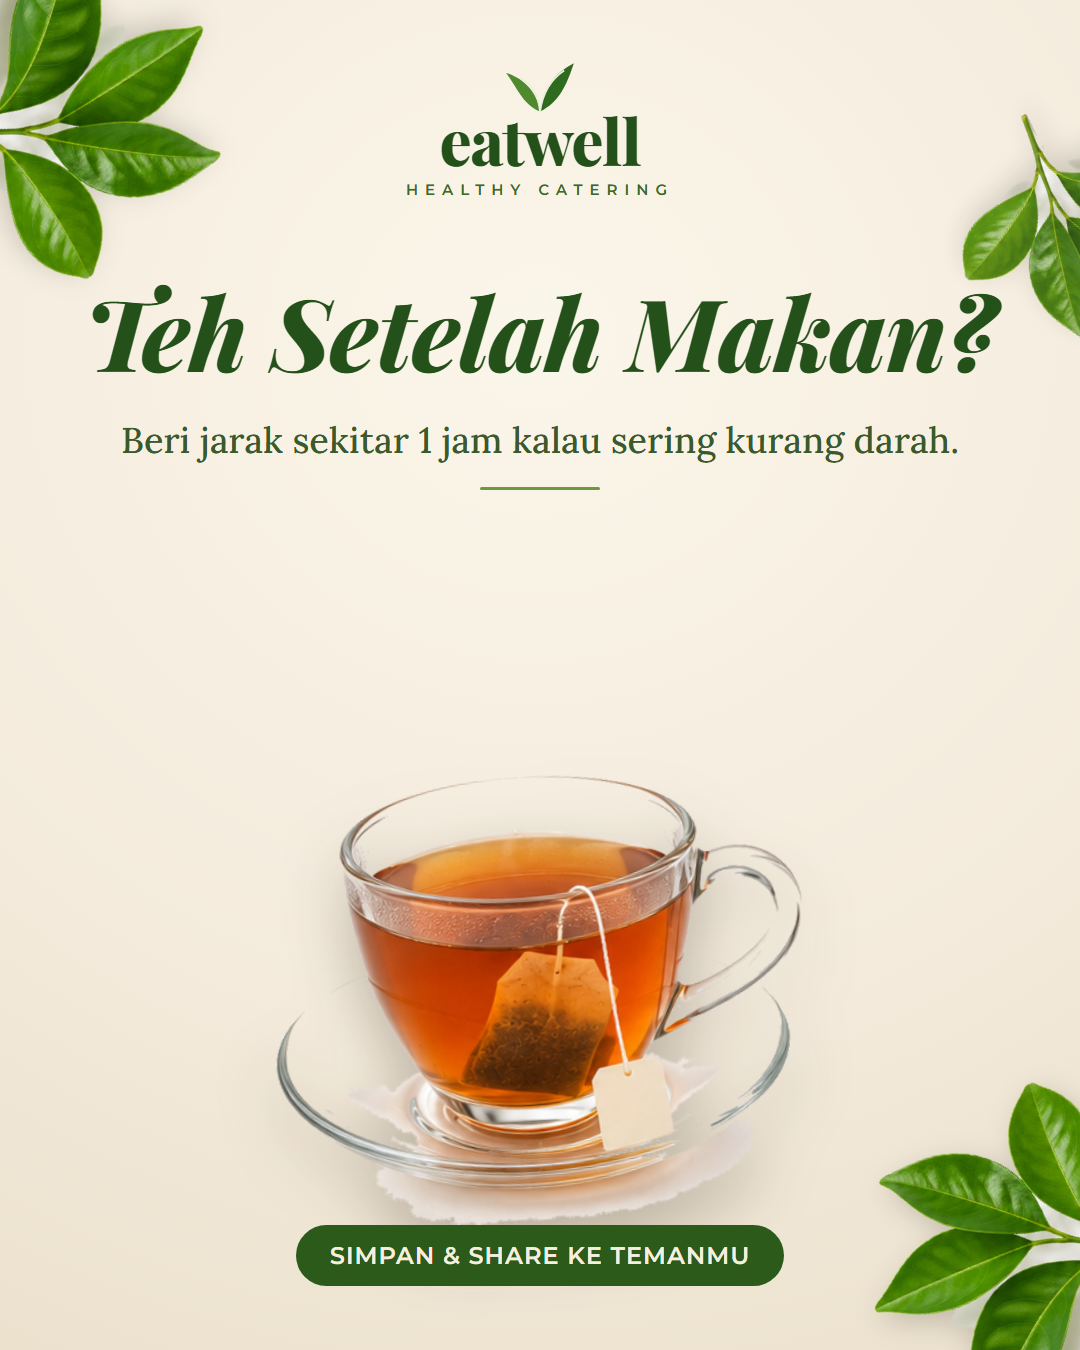 eatwell
HEALTHY CATERING
Teh Setelah Makan?
Beri jarak sekitar 1 jam kalau sering kurang darah.
SIMPAN & SHARE KE TEMANMU